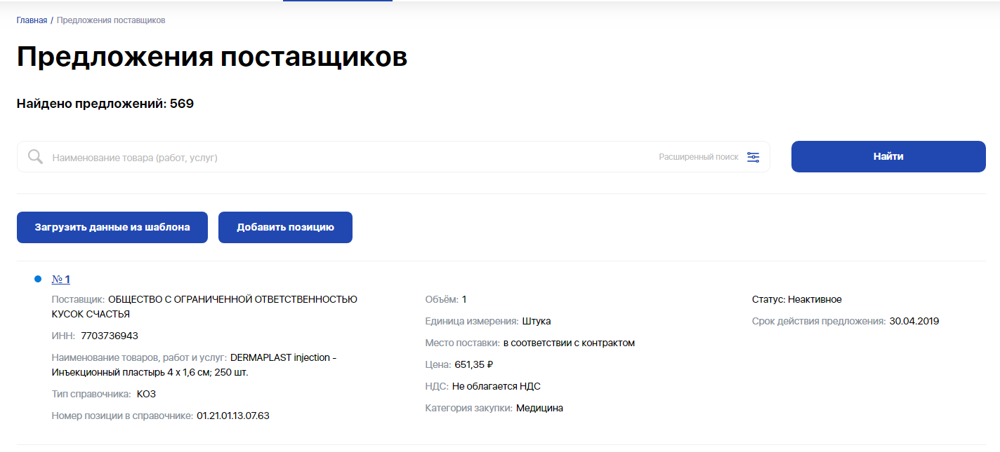 Главная / Предложения поставщиков
Предложения поставщиков
Найдено предложений: 569
Наименование товара (работ, услуг)
Расширенный поиск
Найти
Загрузить данные из шаблона
Добавить позицию
№ 1
Поставщик: ОБЩЕСТВО С ОГРАНИЧЕННОЙ ОТВЕТСТВЕННОСТЬЮ
КУСОК СЧАСТЬЯ
ИНН: 7703736943
Наименование товаров, работ и услуг: DERMAPLAST injection -
Инъекционный пластырь 4 x 1,6 см; 250 шт.
Тип справочника: КОЗ
Номер позиции в справочнике: 01.21.01.13.07.63
Объём: 1
Единица измерения: Штука
Место поставки: в соответствии с контрактом
Цена: 651,35 ₽
НДС: Не облагается НДС
Категория закупки: Медицина
Статус: Неактивное
Срок действия предложения: 30.04.2019